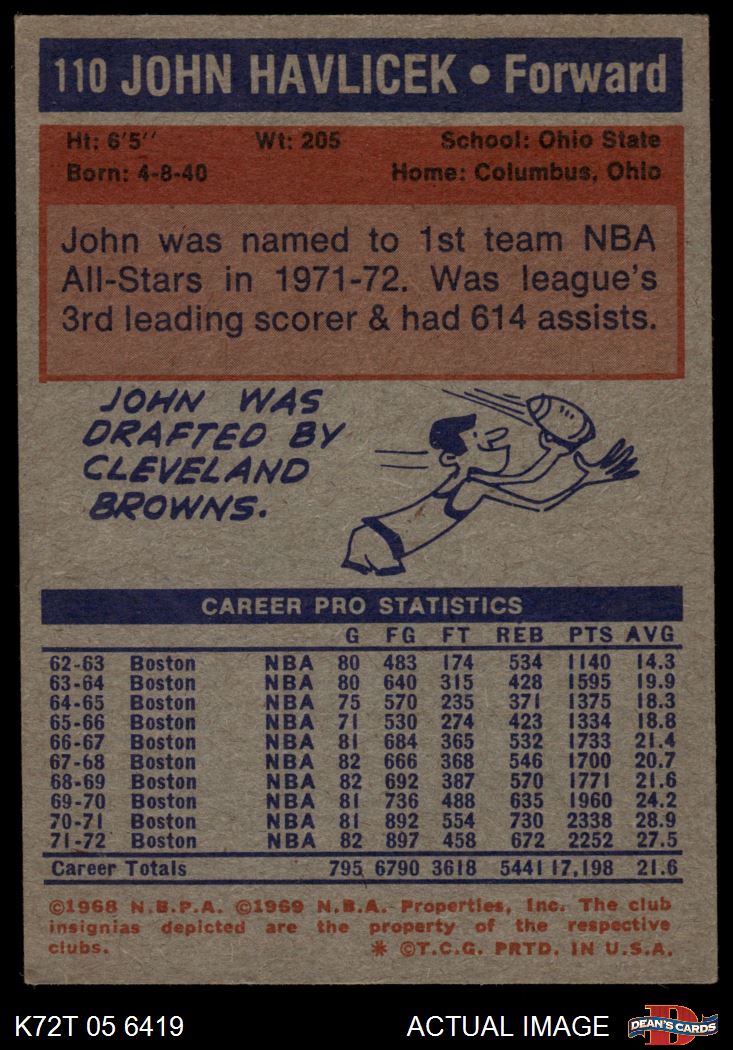 110 JOHN HAVLICEK • Forward
Ht: 6'5'' Wt: 205 School: Ohio State
Born: 4-8-40 Home: Columbus, Ohio
John was named to 1st team NBA
All-Stars in 1971-72. Was league's
3rd leading scorer & had 614 assists.
JOHN WAS
DRAFTED BY
CLEVELAND
BROWNS.
CAREER PRO STATISTICS
G FG FT REB PTS AVG
62-63 Boston NBA 80 483 174 534 1140 14.3
63-64 Boston NBA 80 640 315 428 1595 19.9
64-65 Boston NBA 75 570 235 371 1375 18.3
65-66 Boston NBA 71 530 274 423 1334 18.8
66-67 Boston NBA 81 684 365 532 1733 21.4
67-68 Boston NBA 82 666 368 546 1700 20.7
68-69 Boston NBA 82 692 387 570 1771 21.6
69-70 Boston NBA 81 736 488 635 1960 24.2
70-71 Boston NBA 81 892 554 730 2338 28.9
71-72 Boston NBA 82 897 458 672 2252 27.5
Career Totals 795 6790 3618 5441 17,198 21.6
©1968 N.B.P.A. ©1969 N.B.A. Properties, Inc. The club
insignias depicted are the property of the respective
clubs. * ©T.C.G. PRTD. IN U.S.A.
K72T 05 6419 ACTUAL IMAGE D DEAN'S CARDS